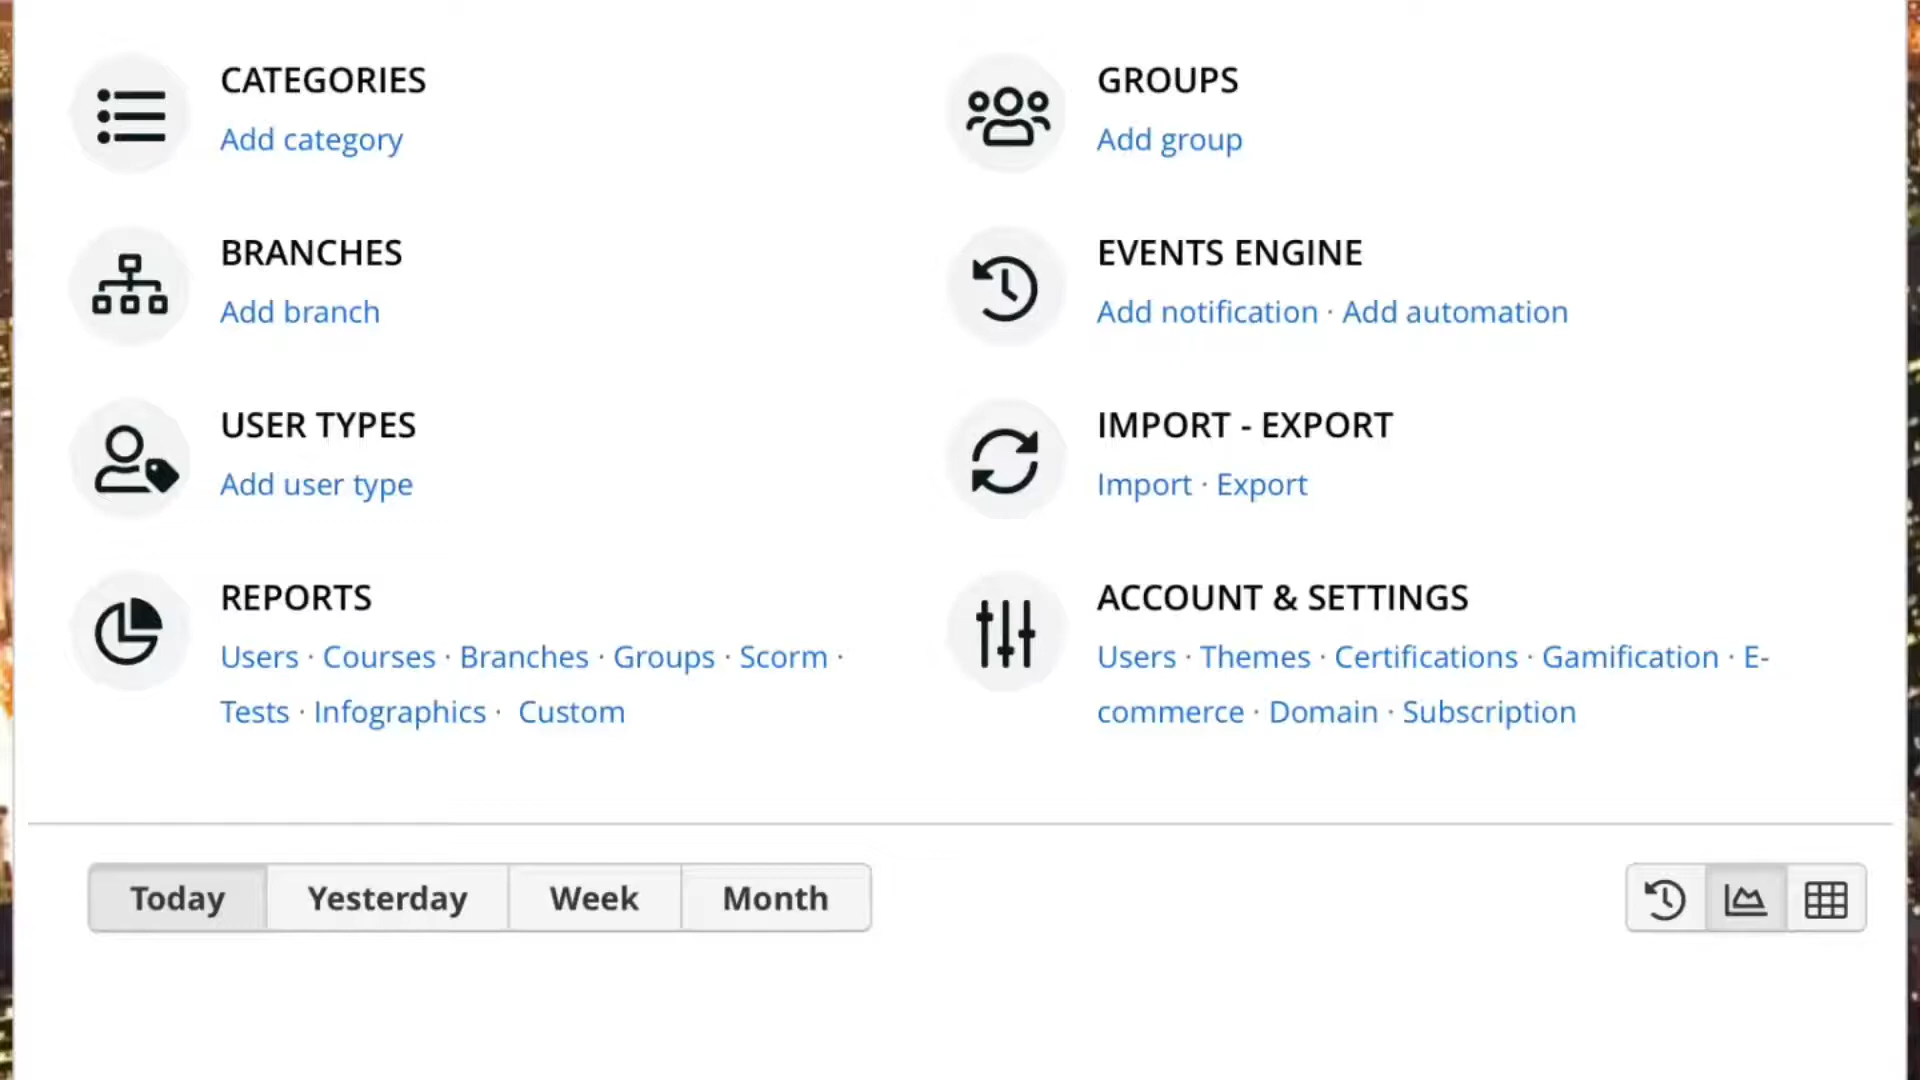 CATEGORIES
Add category
GROUPS
Add group
BRANCHES
Add branch
EVENTS ENGINE
Add notification · Add automation
USER TYPES
Add user type
IMPORT - EXPORT
Import · Export
REPORTS
Users · Courses · Branches · Groups · Scorm ·
Tests · Infographics · Custom
ACCOUNT & SETTINGS
Users · Themes · Certifications · Gamification · E-
commerce · Domain · Subscription
Today Yesterday Week Month